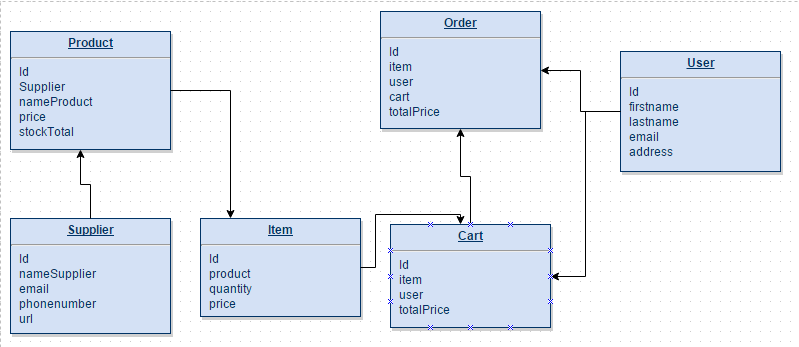 Product
Id
Supplier
nameProduct
price
stockTotal
Order
Id
item
user
cart
totalPrice
User
Id
firstname
lastname
email
address
Supplier
Id
nameSupplier
email
phonenumber
url
Item
Id
product
quantity
price
Cart
Id
item
user
totalPrice